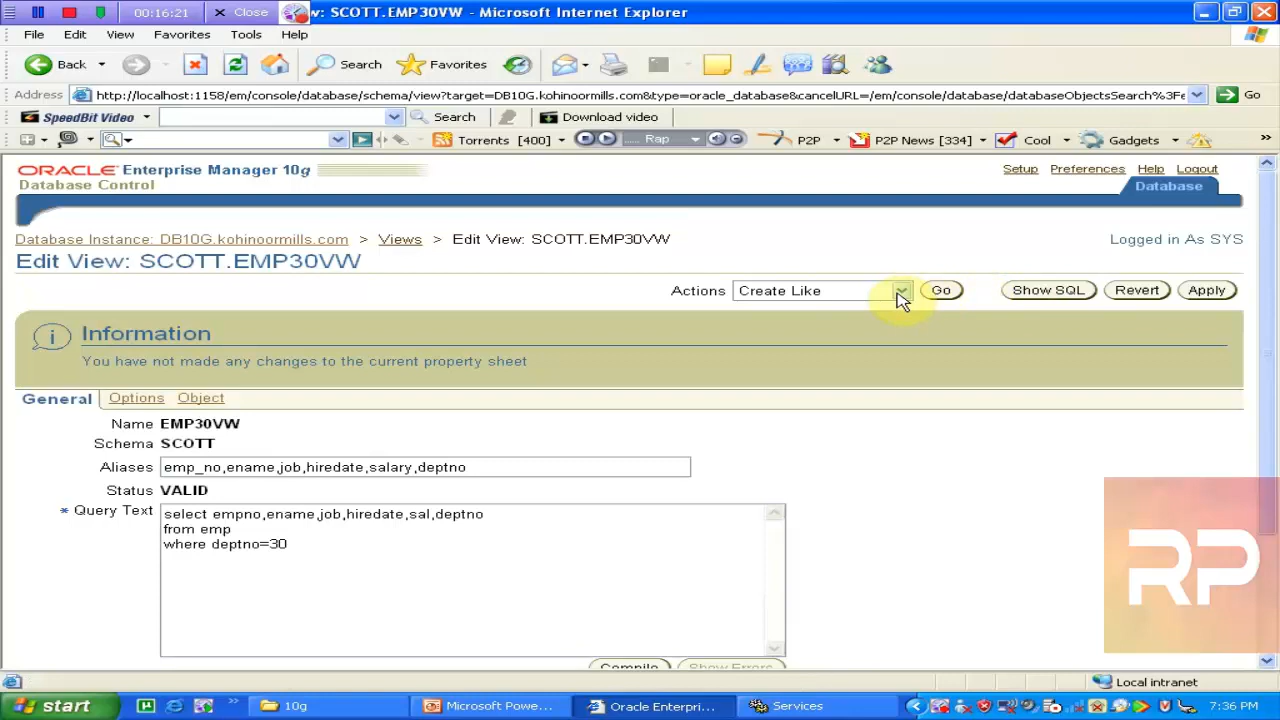 00:16:21 Close w: SCOTT.EMP30VW - Microsoft Internet Explorer
File Edit View Favorites Tools Help
Back Search Favorites
Address http://localhost:1158/em/console/database/schema/view?target=DB10G.kohinoormills.com&type=oracle_database&cancelURL=/em/console/database/databaseObjectsSearch%3Fe Go
SpeedBit Video Search Download video
Torrents [400] Rap P2P P2P News [334] Cool Gadgets
ORACLE Enterprise Manager 10g
Setup Preferences Help Logout
Database Control
Database
Database Instance: DB10G.kohinoormills.com > Views > Edit View: SCOTT.EMP30VW Logged in As SYS
Edit View: SCOTT.EMP30VW
Actions Create Like Go Show SQL Revert Apply
Information
You have not made any changes to the current property sheet
General Options Object
Name EMP30VW
Schema SCOTT
Aliases emp_no,ename,job,hiredate,salary,deptno
Status VALID
* Query Text select empno,ename,job,hiredate,sal,deptno
from emp
where deptno=30
RP
Compile Show Errors
Local intranet
start 10g Microsoft Powe... Oracle Enterpri... Services 7:36 PM